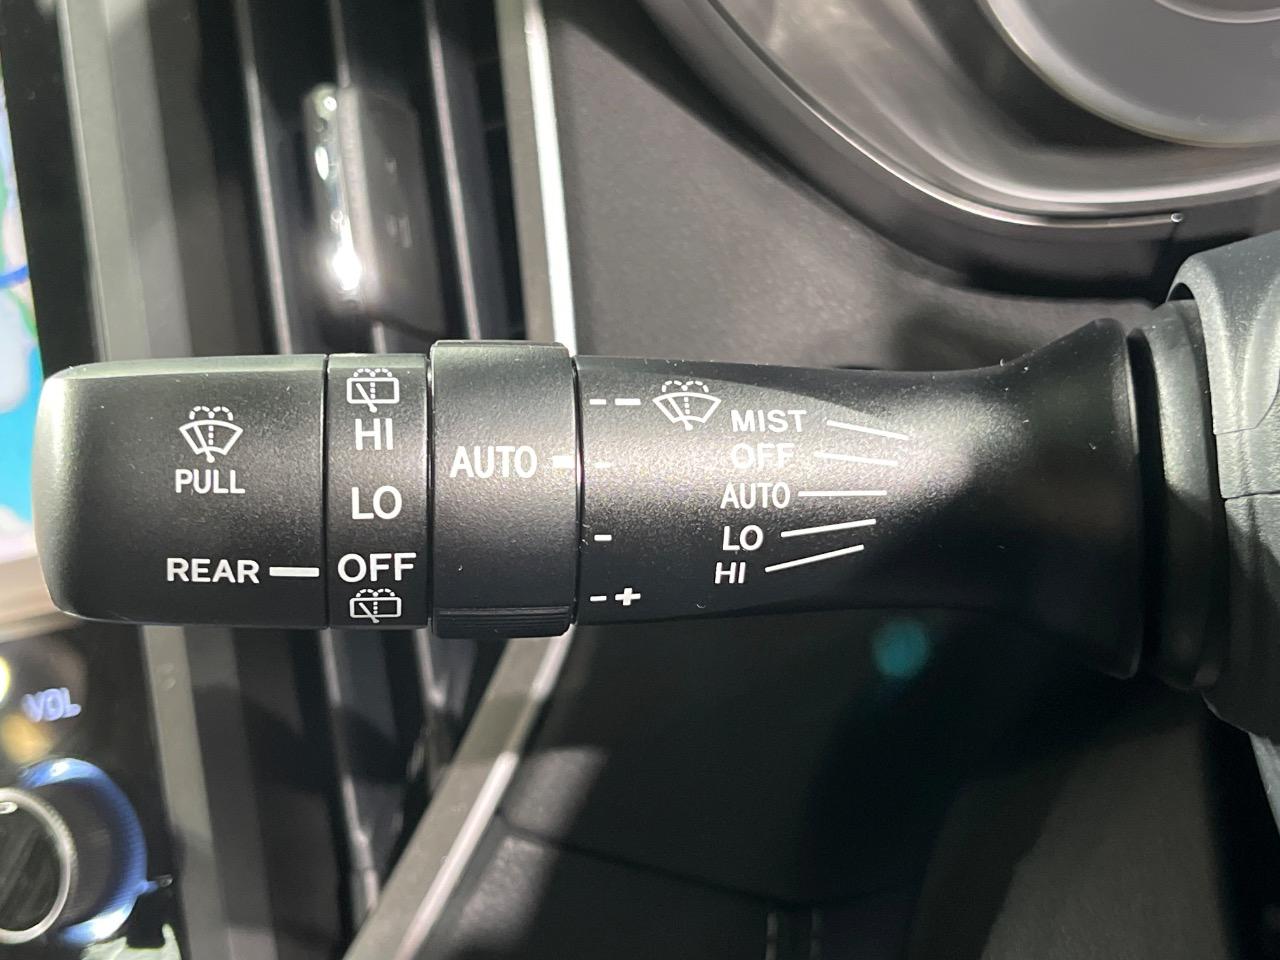 PULL
REAR
HI
LO
OFF
AUTO
MIST
OFF
AUTO
LO
HI
- +
VOL